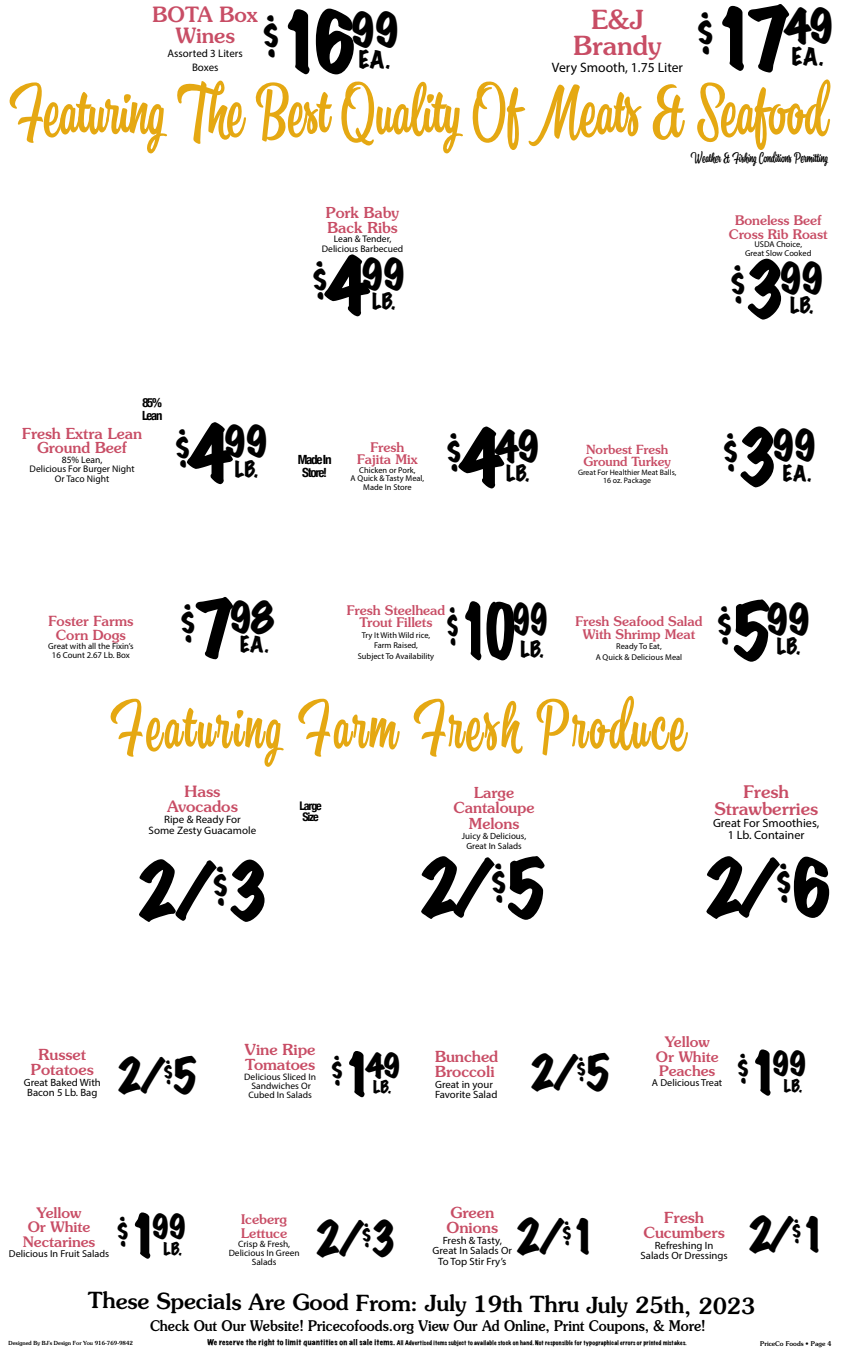 BOTA Box
Wines
Assorted 3 Liters
Boxes
$16.99 EA.
E&J
Brandy
Very Smooth, 1.75 Liter
$17.49 EA.
Featuring The Best Quality Of Meats & Seafood
Weather & Fishing Conditions Permitting
Pork Baby
Back Ribs
Lean & Tender,
Delicious Barbecued
$4.99 LB.
Boneless Beef
Cross Rib Roast
USDA Choice,
Great Slow Cooked
$3.99 LB.
85%
Lean
Fresh Extra Lean
Ground Beef
85% Lean,
Delicious For Burger Night
Or Taco Night
$4.99 LB.
Made In
Store!
Fresh
Fajita Mix
Chicken or Pork,
A Quick & Tasty Meal,
Made In Store
$4.49 LB.
Norbest Fresh
Ground Turkey
Great For Healthier Meat Balls,
16 oz. Package
$3.99 EA.
Foster Farms
Corn Dogs
Great with all the Fixin's
16 Count 2.67 Lb. Box
$7.98 EA.
Fresh Steelhead
Trout Fillets
Try It With Wild rice,
Farm Raised,
Subject To Availability
$10.99 LB.
Fresh Seafood Salad
With Shrimp Meat
Ready To Eat,
A Quick & Delicious Meal
$5.99 LB.
Featuring Farm Fresh Produce
Hass
Avocados
Ripe & Ready For
Some Zesty Guacamole
2/$3
Large
Size
Large
Cantaloupe
Melons
Juicy & Delicious,
Great In Salads
2/$5
Fresh
Strawberries
Great For Smoothies,
1 Lb. Container
2/$6
Russet
Potatoes
Great Baked With
Bacon 5 Lb. Bag
2/$5
Vine Ripe
Tomatoes
Delicious Sliced In
Sandwiches Or
Cubed In Salads
$1.49 LB.
Bunched
Broccoli
Great in your
Favorite Salad
2/$5
Yellow
Or White
Peaches
A Delicious Treat
$1.99 LB.
Yellow
Or White
Nectarines
Delicious In Fruit Salads
$1.99 LB.
Iceberg
Lettuce
Crisp & Fresh,
Delicious In Green
Salads
2/$3
Green
Onions
Fresh & Tasty,
Great In Salads Or
To Top Stir Fry's
2/$1
Fresh
Cucumbers
Refreshing In
Salads Or Dressings
2/$1
These Specials Are Good From: July 19th Thru July 25th, 2023
Check Out Our Website! Pricecofoods.org View Our Ad Online, Print Coupons, & More!
Designed By BJ's Design For You 916-769-9842
We reserve the right to limit quantities on all sale items. All Advertised items subject to available stock on hand. Not responsible for typographical errors or printed mistakes.
PriceCo Foods • Page 4